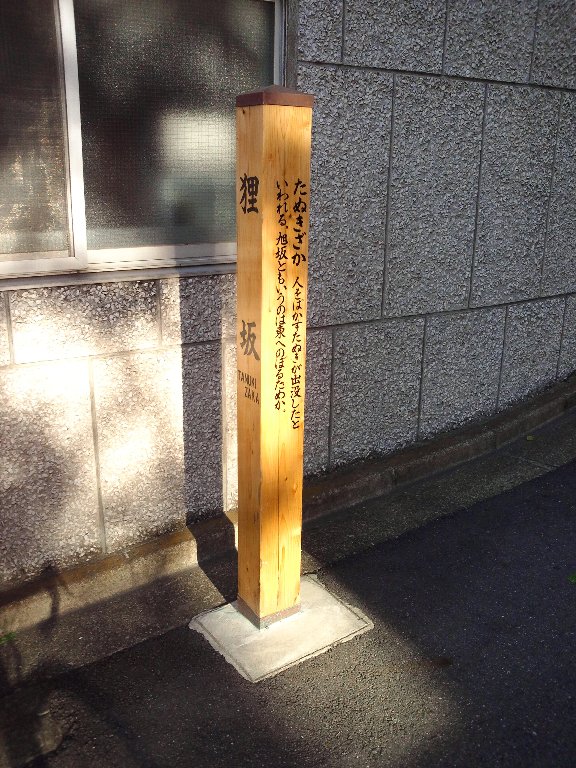 狸坂
TANUKI
ZAKA
たぬきざか 人をばかすたぬきが出没したと
いわれる。旭坂ともいうのは東へのぼるためか。